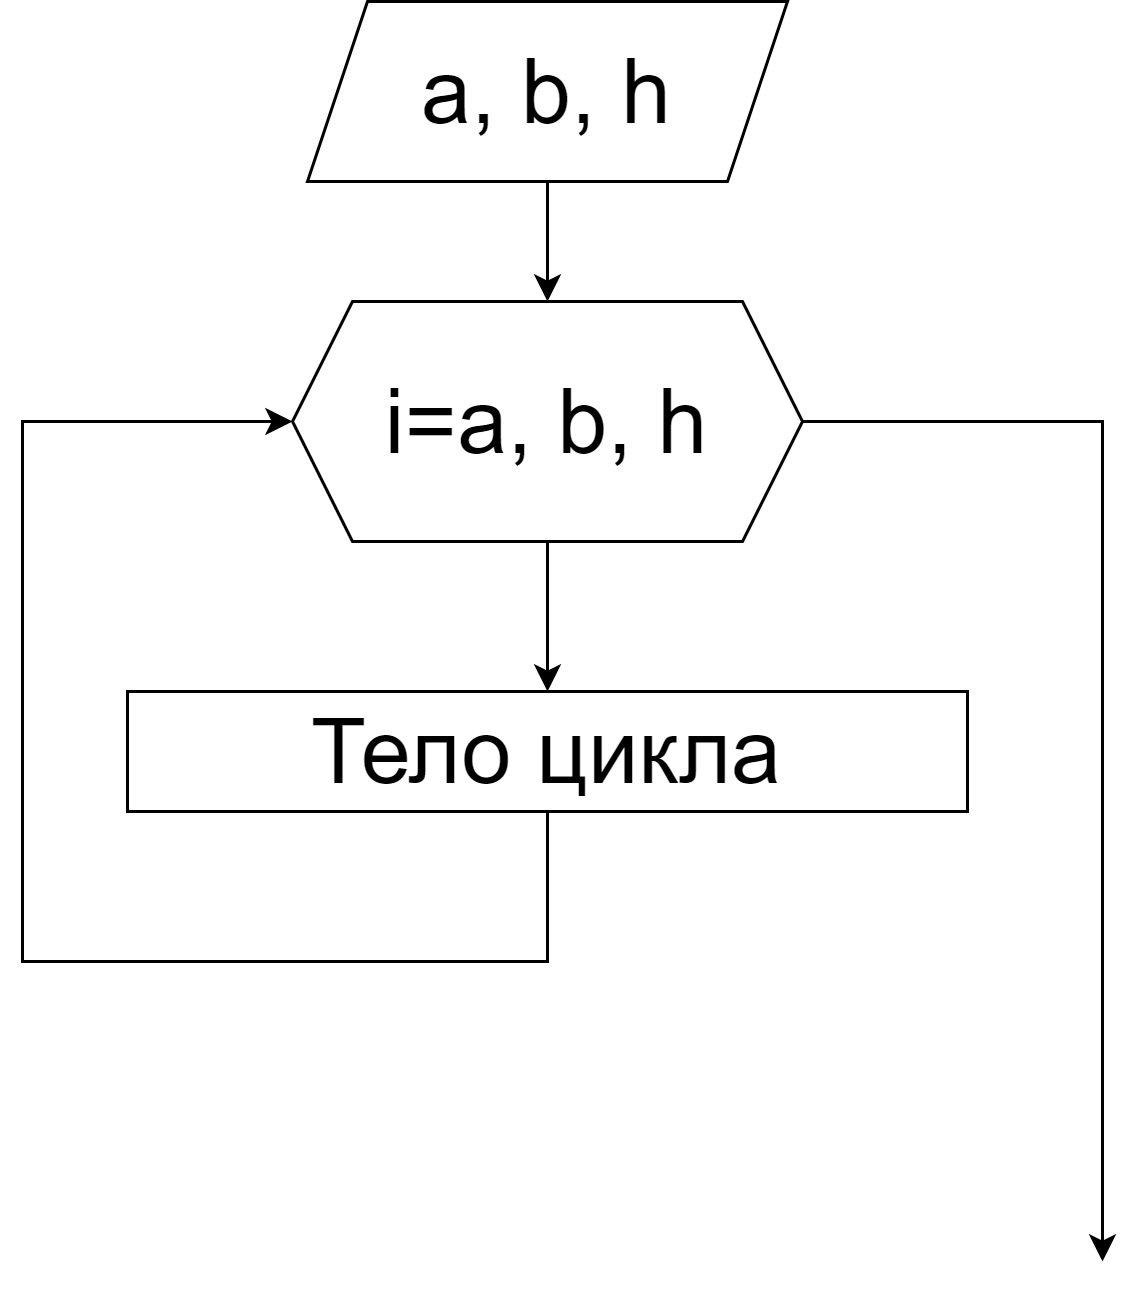 a, b, h
i=a, b, h
Тело цикла